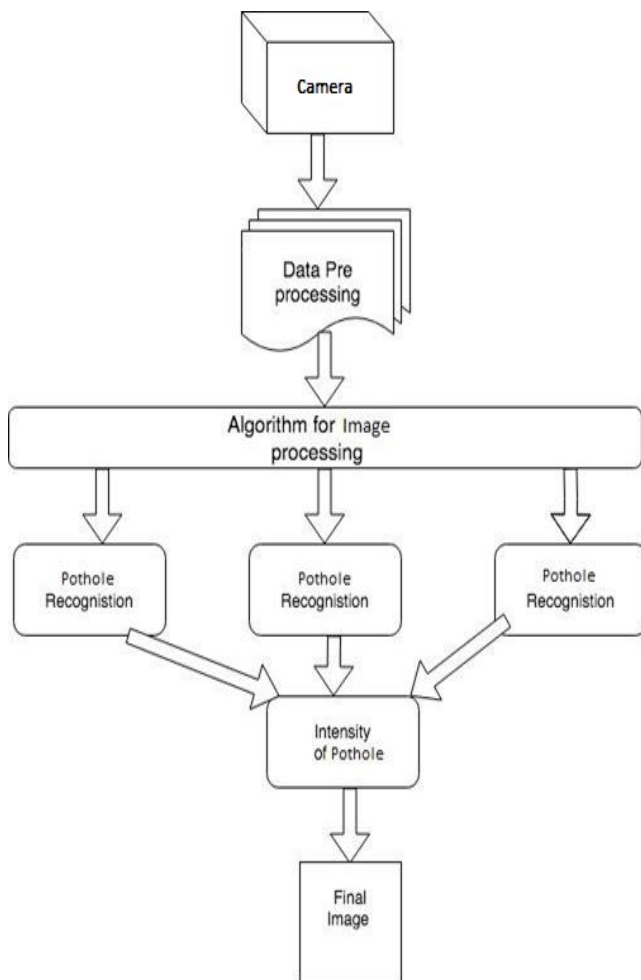 Camera
Data Pre
processing
Algorithm for Image
processing
Pothole
Recognistion
Pothole
Recognistion
Pothole
Recognistion
Intensity
of Pothole
Final
Image